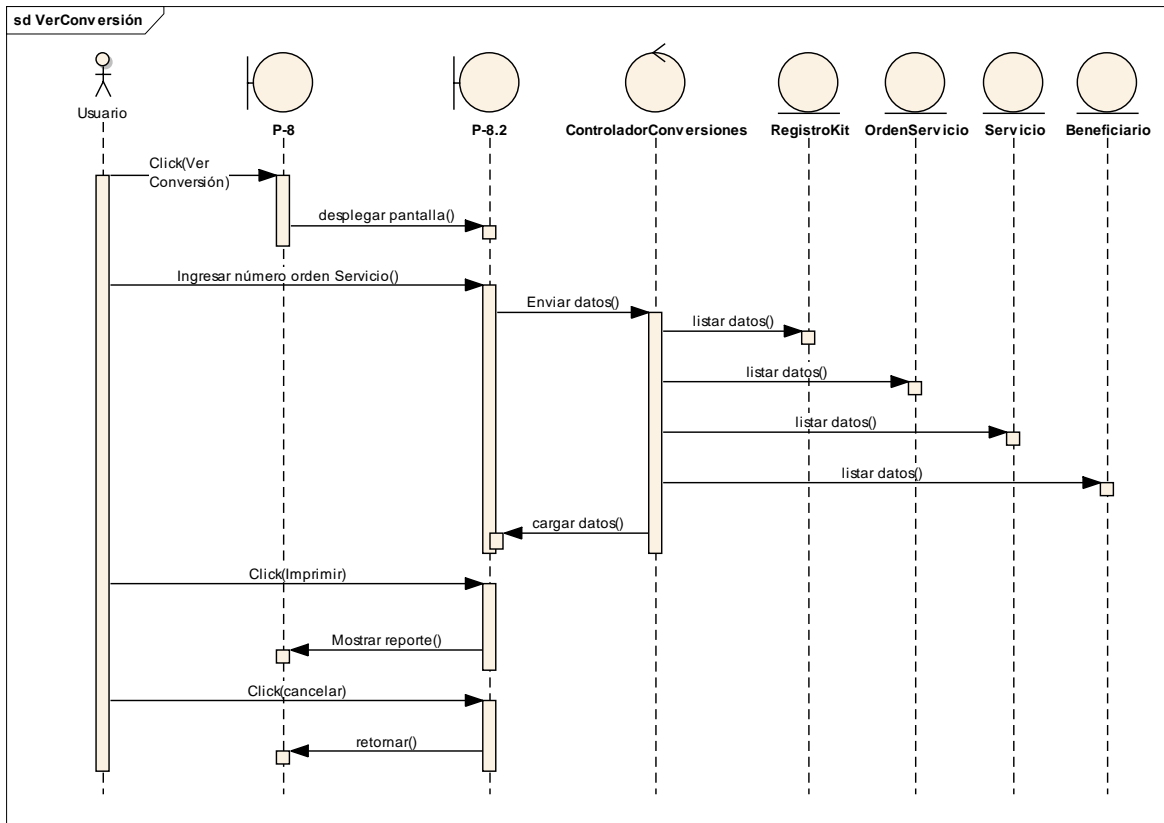 sd VerConversión
Usuario
P-8
P-8.2
ControladorConversiones
RegistroKit
OrdenServicio
Servicio
Beneficiario
Click(Ver
Conversión)
desplegar pantalla()
Ingresar número orden Servicio()
Enviar datos()
listar datos()
listar datos()
listar datos()
listar datos()
cargar datos()
Click(Imprimir)
Mostrar reporte()
Click(cancelar)
retornar()